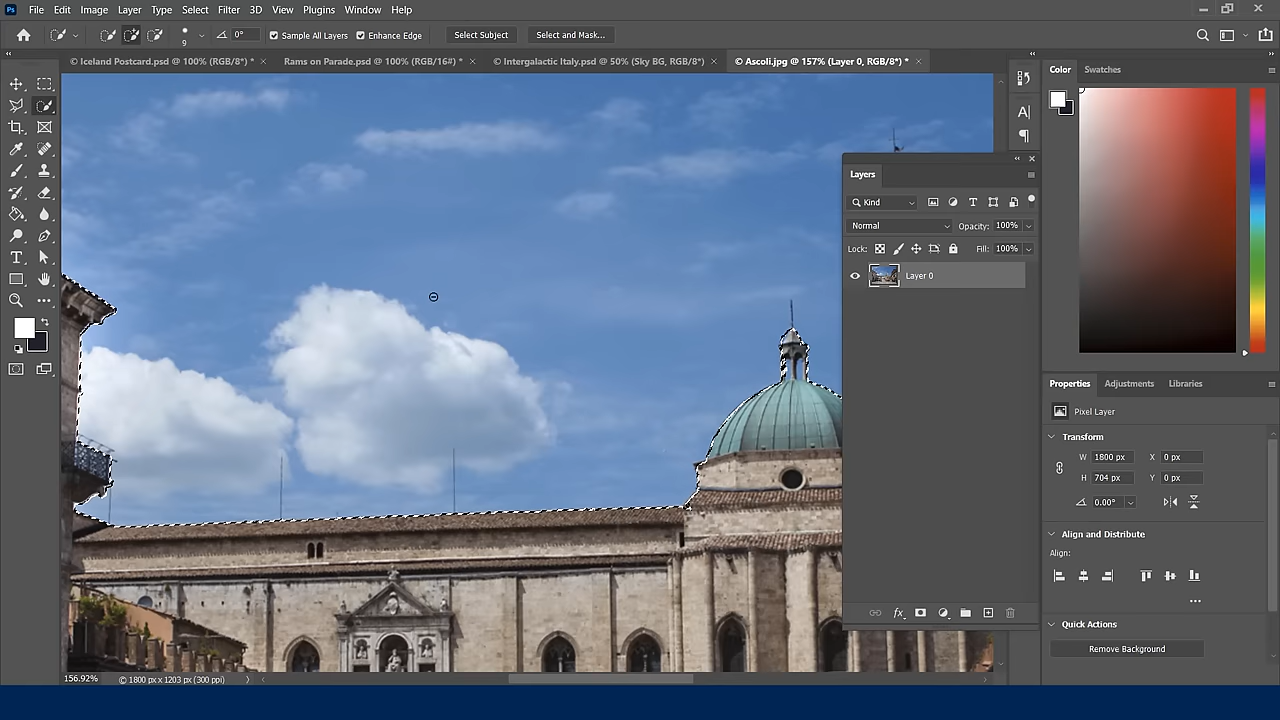 Ps File Edit Image Layer Type Select Filter 3D View Plugins Window Help
9 0° Sample All Layers Enhance Edge Select Subject Select and Mask...
© Iceland Postcard.psd @ 100% (RGB/8*) * × Rams on Parade.psd @ 100% (RGB/16#) * × © Intergalactic Italy.psd @ 50% (Sky BG, RGB/8*) × © Ascoli.jpg @ 157% (Layer 0, RGB/8*) * ×
Color Swatches
Layers
Kind
Normal Opacity: 100%
Lock: Fill: 100%
Layer 0
Properties Adjustments Libraries
Pixel Layer
Transform
W 1800 px X 0 px
H 704 px Y 0 px
0.00°
Align and Distribute
Align:
Quick Actions
Remove Background
156.92% © 1800 px x 1203 px (300 ppi)